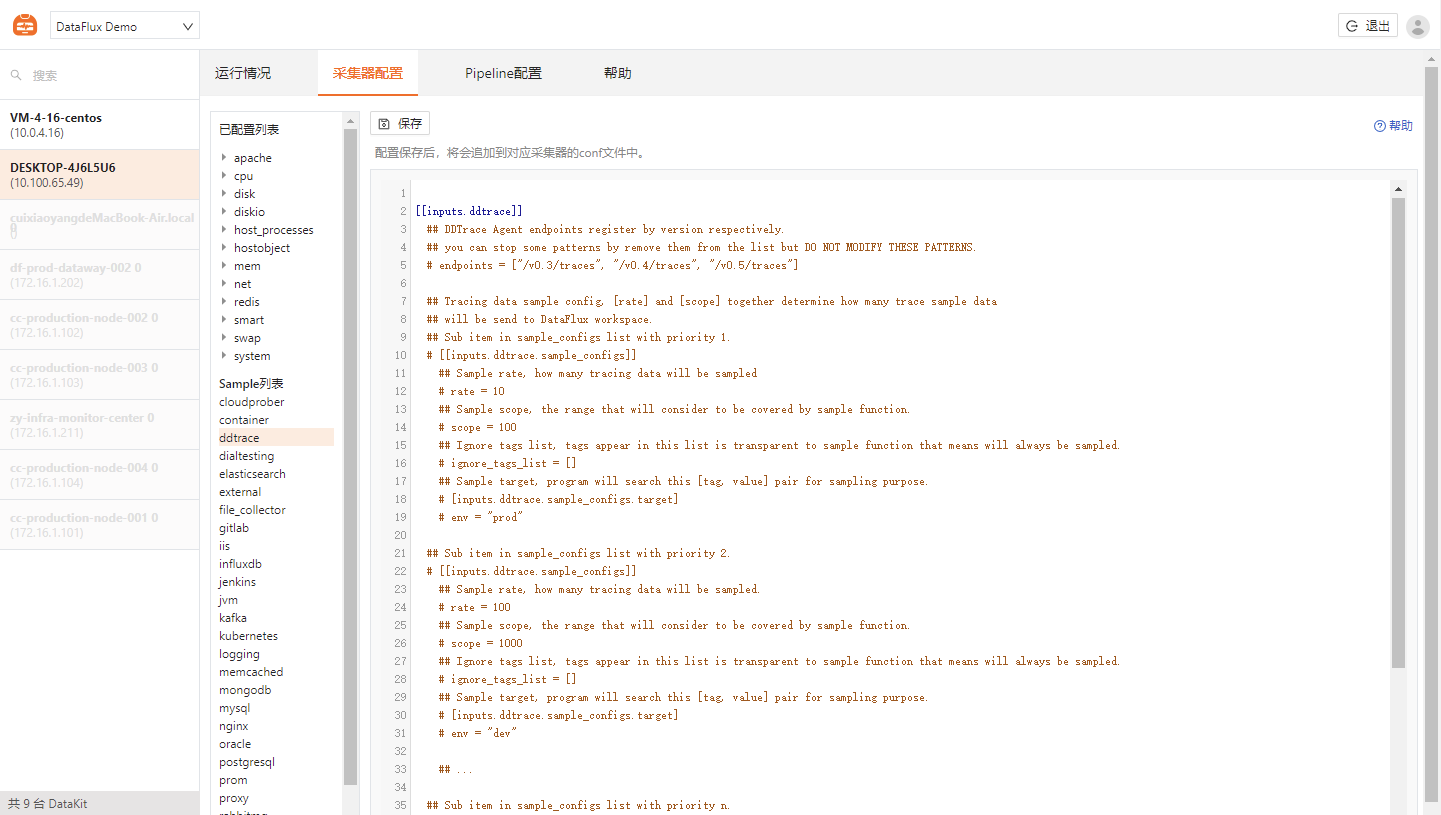 DataFlux Demo
退出
搜索
运行情况
采集器配置
Pipeline配置
帮助
VM-4-16-centos
(10.0.4.16)
DESKTOP-4J6L5U6
(10.100.65.49)
cuixiaoyangdeMacBook-Air.local
0
0
df-prod-dataway-002 0
(172.16.1.202)
cc-production-node-002 0
(172.16.1.102)
cc-production-node-003 0
(172.16.1.103)
zy-infra-monitor-center 0
(172.16.1.211)
cc-production-node-004 0
(172.16.1.104)
cc-production-node-001 0
(172.16.1.101)
共 9 台 DataKit
已配置列表
apache
cpu
disk
diskio
host_processes
hostobject
mem
net
redis
smart
swap
system
Sample列表
cloudprober
container
ddtrace
dialtesting
elasticsearch
external
file_collector
gitlab
iis
influxdb
jenkins
jvm
kafka
kubernetes
logging
memcached
mongodb
mysql
nginx
oracle
postgresql
prom
proxy
保存
帮助
配置保存后，将会追加到对应采集器的conf文件中。
1
2 [[inputs.ddtrace]]
3 ## DDTrace Agent endpoints register by version respectively.
4 ## you can stop some patterns by remove them from the list but DO NOT MODIFY THESE PATTERNS.
5 # endpoints = ["/v0.3/traces", "/v0.4/traces", "/v0.5/traces"]
6
7 ## Tracing data sample config, [rate] and [scope] together determine how many trace sample data
8 ## will be send to DataFlux workspace.
9 ## Sub item in sample_configs list with priority 1.
10 # [[inputs.ddtrace.sample_configs]]
11 ## Sample rate, how many tracing data will be sampled
12 # rate = 10
13 ## Sample scope, the range that will consider to be covered by sample function.
14 # scope = 100
15 ## Ignore tags list, tags appear in this list is transparent to sample function that means will always be sampled.
16 # ignore_tags_list = []
17 ## Sample target, program will search this [tag, value] pair for sampling purpose.
18 # [inputs.ddtrace.sample_configs.target]
19 # env = "prod"
20
21 ## Sub item in sample_configs list with priority 2.
22 # [[inputs.ddtrace.sample_configs]]
23 ## Sample rate, how many tracing data will be sampled.
24 # rate = 100
25 ## Sample scope, the range that will consider to be covered by sample function.
26 # scope = 1000
27 ## Ignore tags list, tags appear in this list is transparent to sample function that means will always be sampled.
28 # ignore_tags_list = []
29 ## Sample target, program will search this [tag, value] pair for sampling purpose.
30 # [inputs.ddtrace.sample_configs.target]
31 # env = "dev"
32
33 ## ...
34
35 ## Sub item in sample_configs list with priority n.